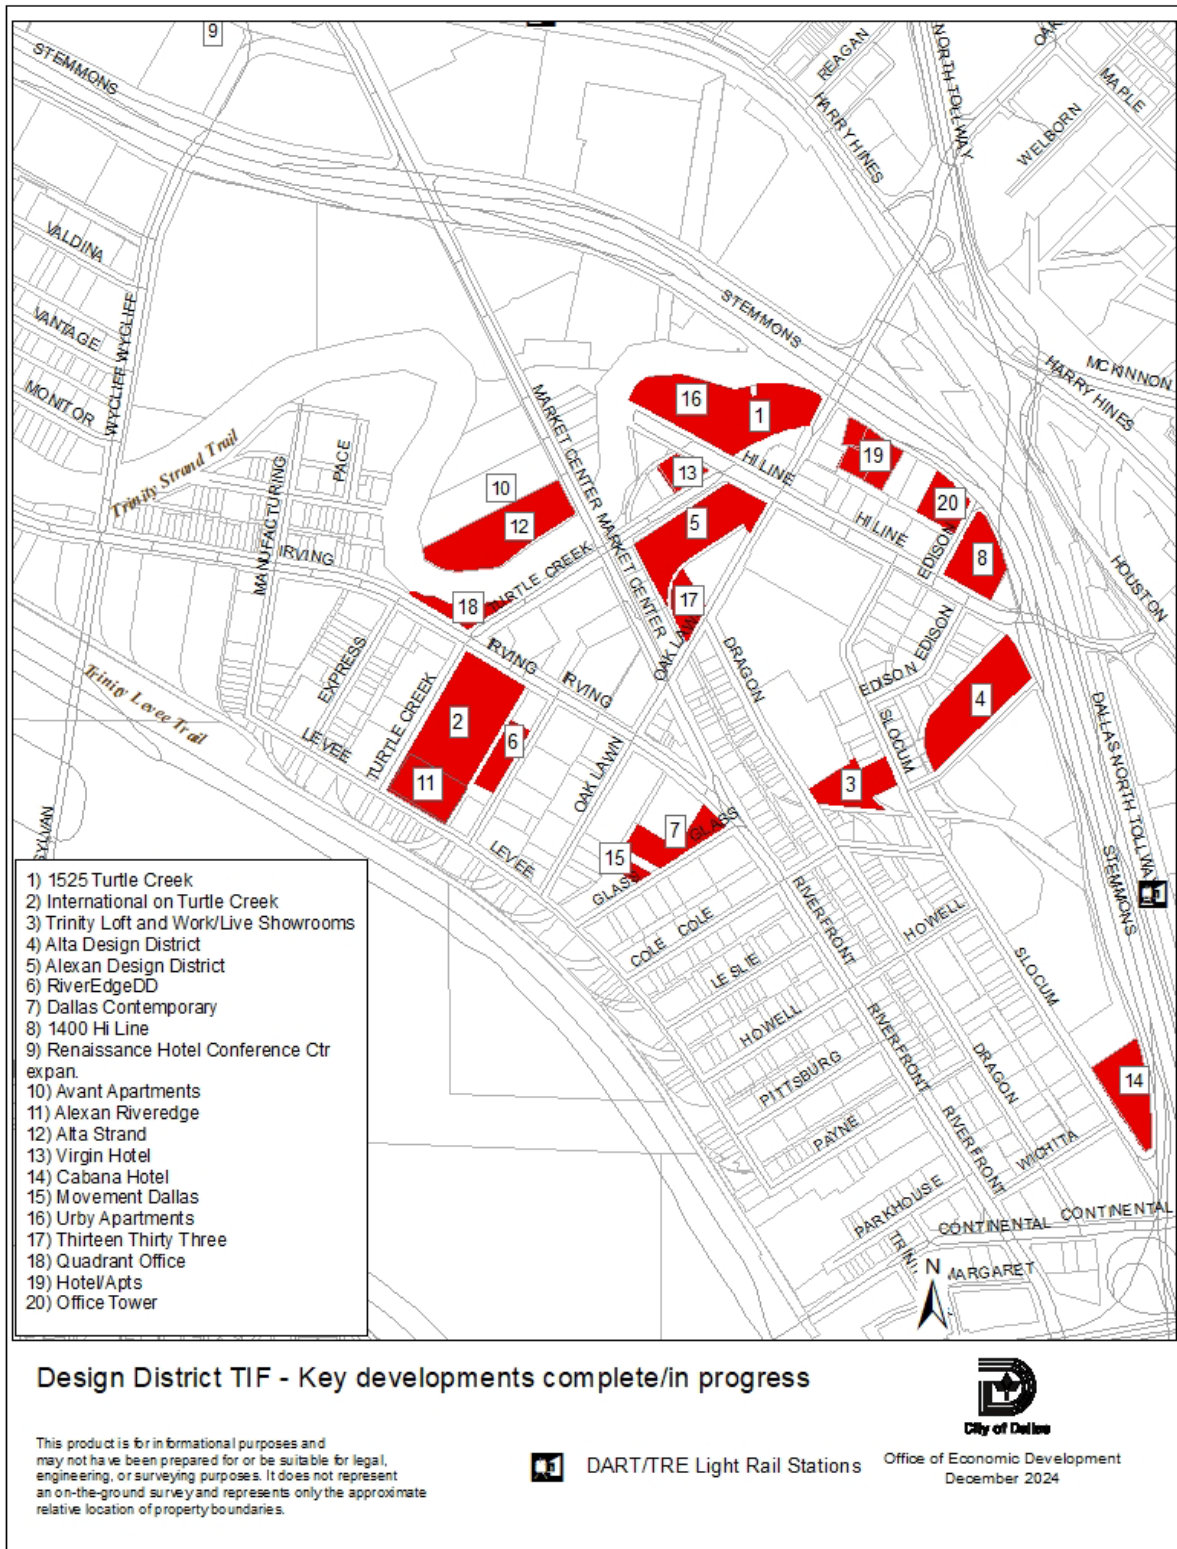 9
STEMMONS
REAGAN
HARRY HINES
NORTH TOLLWAY
OAK
MAPLE
WELBORN
VALDINA
VANTAGE
MONITOR
WYCLIFF WYCLIFF
STEMMONS
MCKINNON
HARRY HINES
HOUSTON
Trinity Strand Trail
MANUFACTURING
PACE
IRVING
MARKET CENTER MARKET CENTER MARKET CENTER
16
1
13
HI LINE
19
20
10
12
5
HI LINE
EDISON
8
TURTLE CREEK
18
17
OAK LAWN
DRAGON
EDISON EDISON
IRVING
IRVING
EXPRESS
TURTLE CREEK
LEVEE
Trinity Levee Trail
2
6
11
OAK LAWN
SLOCUM
4
3
DALLAS NORTH TOLLWAY
STEMMONS
SYLVAN
LEVEE
7
GLASS
15
GLASS
COLE COLE
LESLIE
HOWELL
PITTSBURG
PAYNE
RIVERFRONT
HOWELL
SLOCUM
RIVERFRONT
DRAGON
RIVERFRONT
WICHITA
14
PARKHOUSE
CONTINENTAL CONTINENTAL
MARGARET
N
1) 1525 Turtle Creek
2) International on Turtle Creek
3) Trinity Loft and Work/Live Showrooms
4) Alta Design District
5) Alexan Design District
6) RiverEdgeDD
7) Dallas Contemporary
8) 1400 Hi Line
9) Renaissance Hotel Conference Ctr
expan.
10) Avant Apartments
11) Alexan Riveredge
12) Alta Strand
13) Virgin Hotel
14) Cabana Hotel
15) Movement Dallas
16) Urby Apartments
17) Thirteen Thirty Three
18) Quadrant Office
19) Hotel/Apts
20) Office Tower
Design District TIF - Key developments complete/in progress
This product is for informational purposes and
may not have been prepared for or be suitable for legal,
engineering, or surveying purposes. It does not represent
an on-the-ground survey and represents only the approximate
relative location of property boundaries.
DART/TRE Light Rail Stations
City of Dallas
Office of Economic Development
December 2024